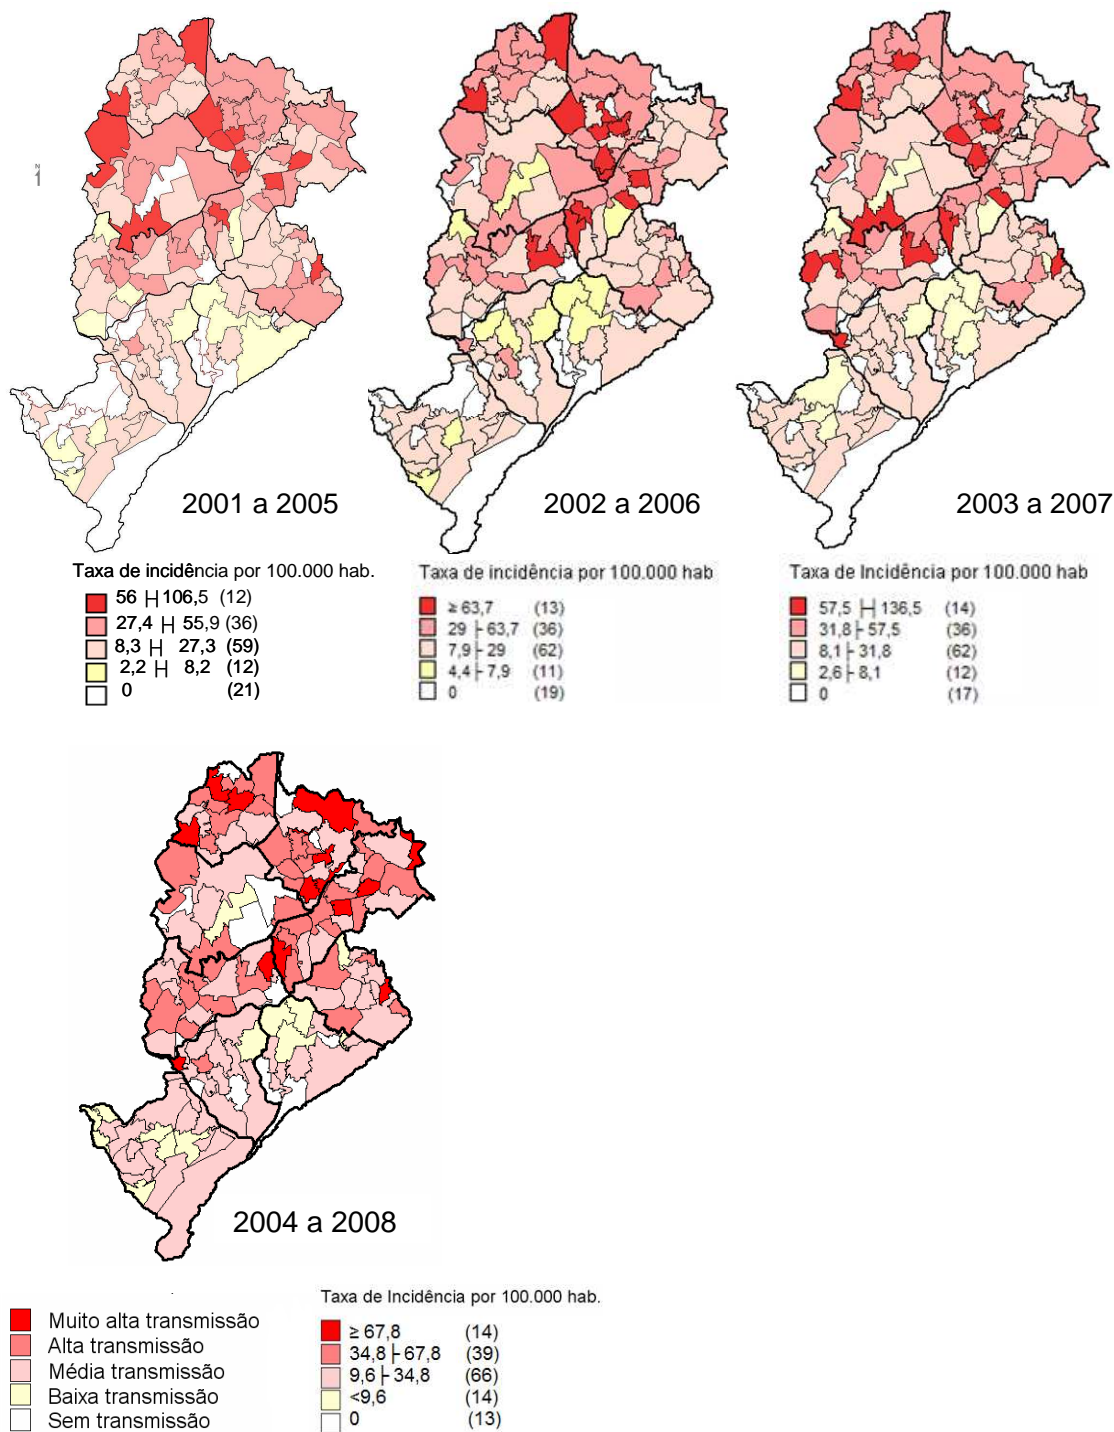 N
1
2001 a 2005
2002 a 2006
2003 a 2007
Taxa de incidência por 100.000 hab.
56 ├┤ 106,5 (12)
27,4 ├┤ 55,9 (36)
8,3 ├┤ 27,3 (59)
2,2 ├┤ 8,2 (12)
0 (21)
Taxa de incidência por 100.000 hab
≥ 63,7 (13)
29 ├ 63,7 (36)
7,9 ├ 29 (62)
4,4 ├ 7,9 (11)
0 (19)
Taxa de Incidência por 100.000 hab
57,5 ├┤ 136,5 (14)
31,8 ├ 57,5 (36)
8,1 ├ 31,8 (62)
2,6 ├ 8,1 (12)
0 (17)
2004 a 2008
Muito alta transmissão
Alta transmissão
Média transmissão
Baixa transmissão
Sem transmissão
Taxa de Incidência por 100.000 hab.
≥ 67,8 (14)
34,8 ├ 67,8 (39)
9,6 ├ 34,8 (66)
<9,6 (14)
0 (13)